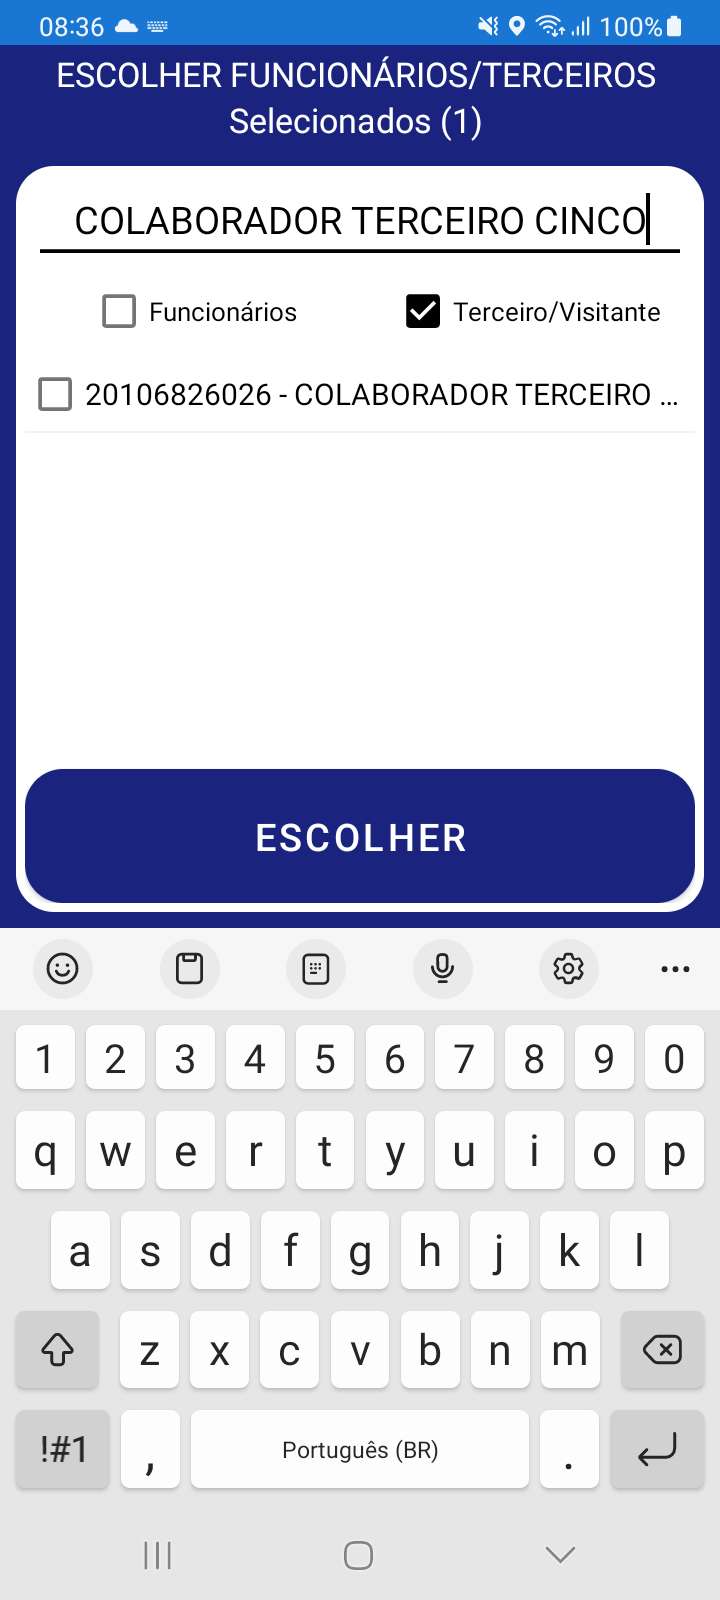 08:36 100%
ESCOLHER FUNCIONÁRIOS/TERCEIROS
Selecionados (1)
COLABORADOR TERCEIRO CINCO
Funcionários Terceiro/Visitante
20106826026 - COLABORADOR TERCEIRO ...
ESCOLHER
1 2 3 4 5 6 7 8 9 0
q w e r t y u i o p
a s d f g h j k l
z x c v b n m
!#1 , Português (BR) .